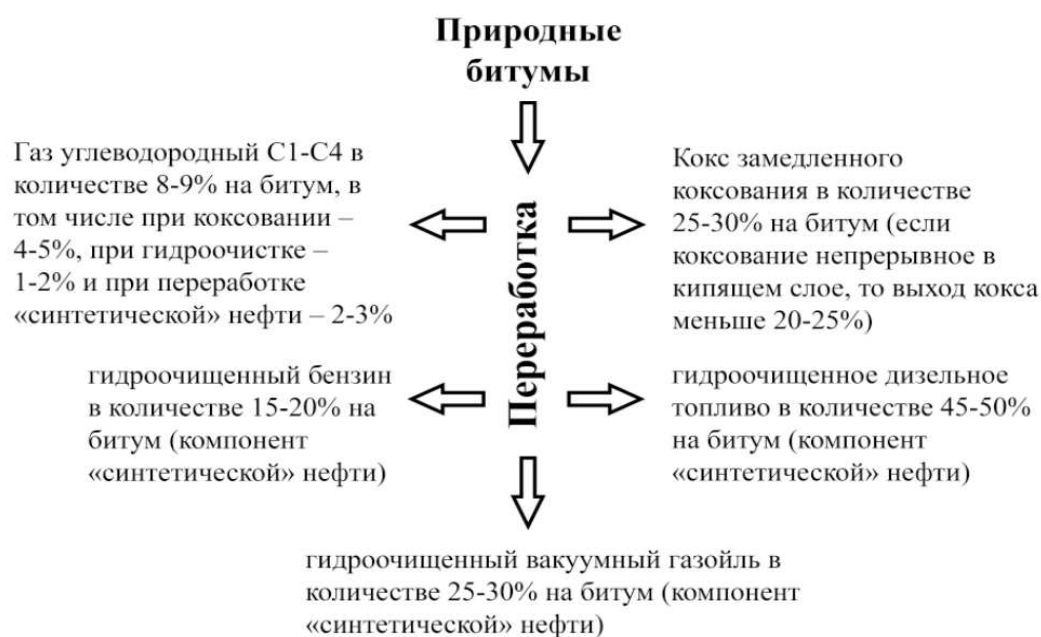 Природные
битумы
Газ углеводородный С1-С4 в
количестве 8-9% на битум, в
том числе при коксовании –
4-5%, при гидроочистке –
1-2% и при переработке
«синтетической» нефти – 2-3%
Кокс замедленного
коксования в количестве
25-30% на битум (если
коксование непрерывное в
кипящем слое, то выход кокса
меньше 20-25%)
Переработка
гидроочищенный бензин
в количестве 15-20% на
битум (компонент
«синтетической» нефти)
гидроочищенное дизельное
топливо в количестве 45-50%
на битум (компонент
«синтетической» нефти)
гидроочищенный вакуумный газойль в
количестве 25-30% на битум (компонент
«синтетической» нефти)